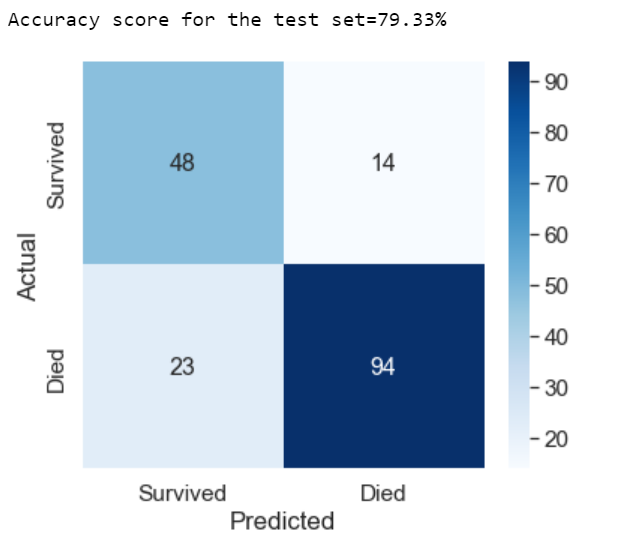 Accuracy score for the test set=79.33%
Actual
Survived
48
14
Died
23
94
Survived
Died
Predicted
90
80
70
60
50
40
30
20